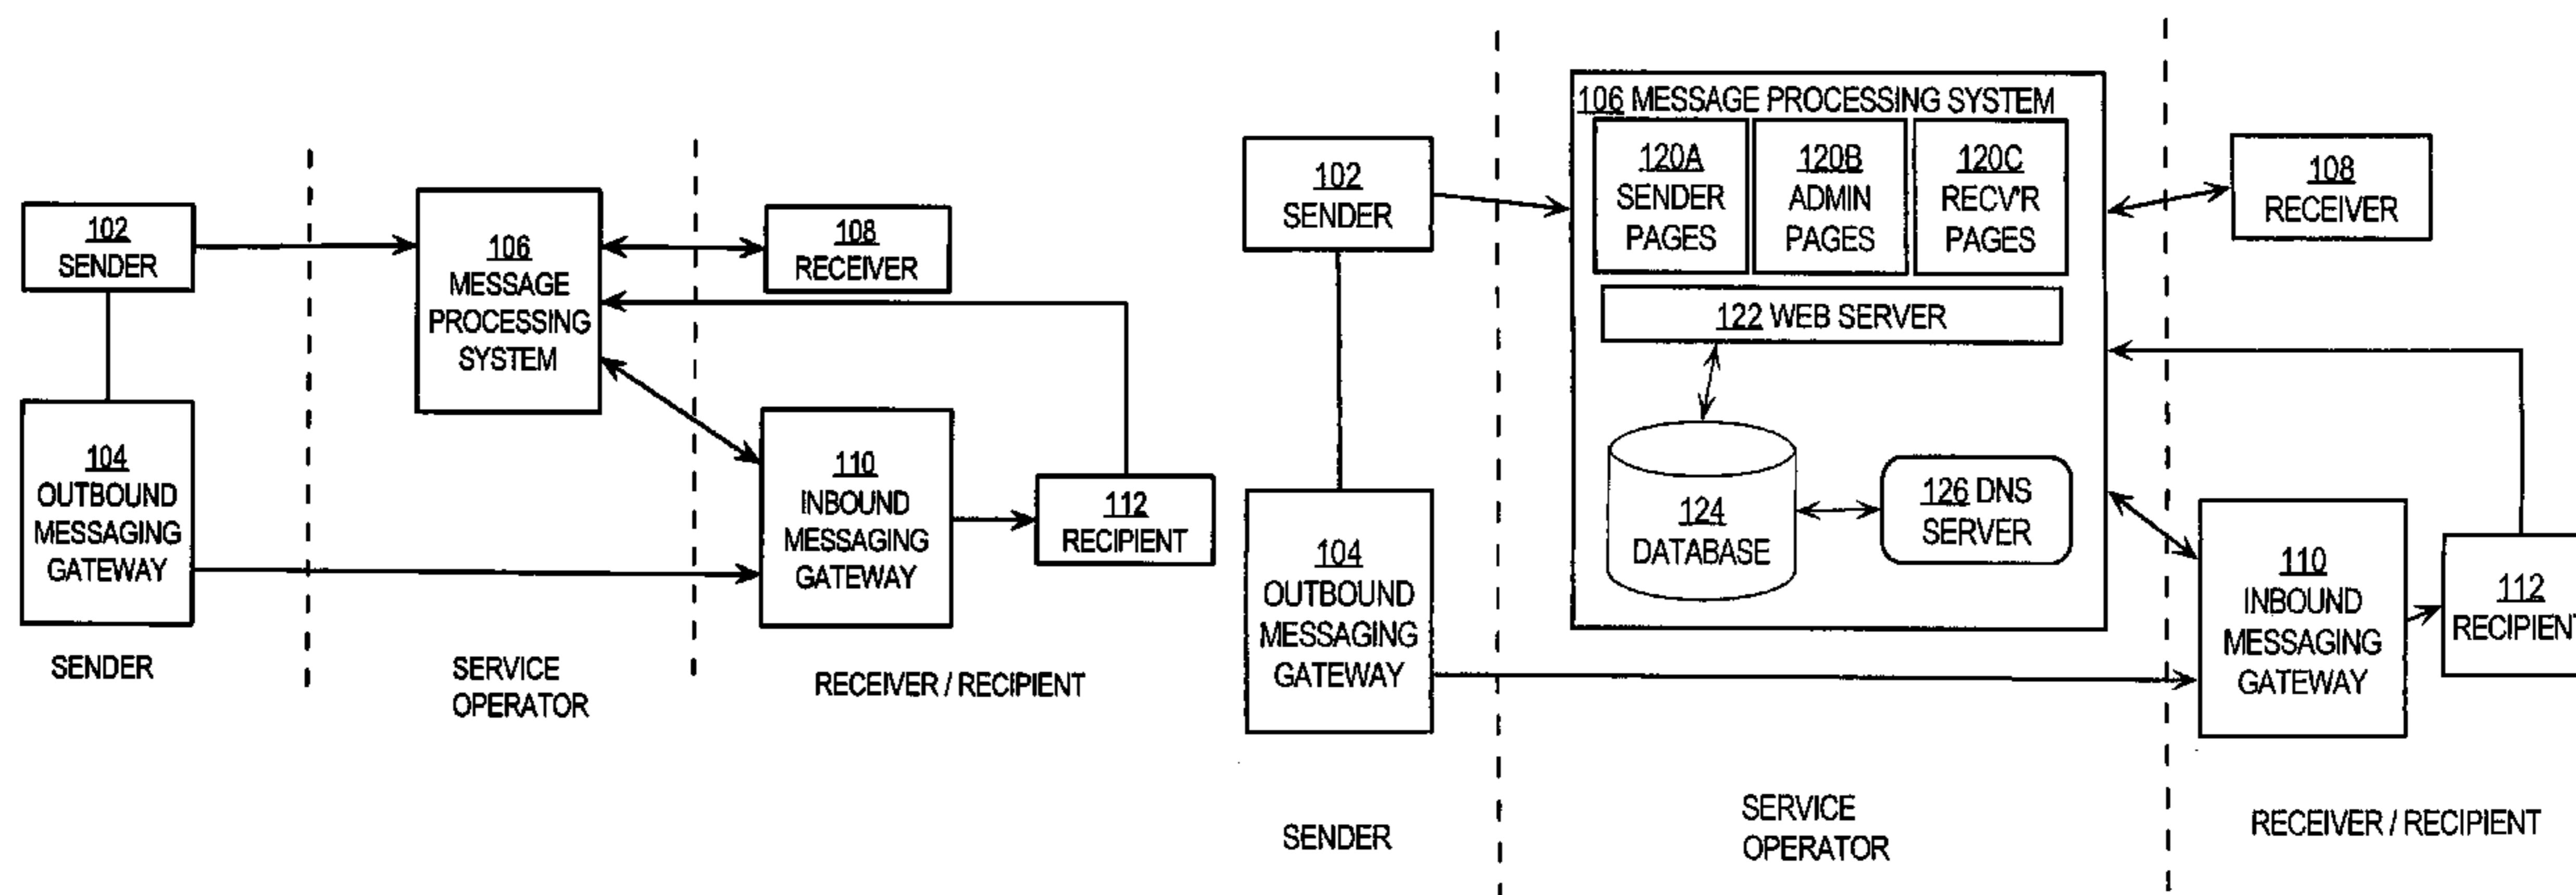 102
SENDER
106
MESSAGE
PROCESSING
SYSTEM
108
RECEIVER
104
OUTBOUND
MESSAGING
GATEWAY
110
INBOUND
MESSAGING
GATEWAY
112
RECIPIENT
SENDER
SERVICE
OPERATOR
RECEIVER / RECIPIENT
106 MESSAGE PROCESSING SYSTEM
102
SENDER
120A
SENDER
PAGES
120B
ADMIN
PAGES
120C
RECV'R
PAGES
108
RECEIVER
122 WEB SERVER
124
DATABASE
126 DNS
SERVER
104
OUTBOUND
MESSAGING
GATEWAY
110
INBOUND
MESSAGING
GATEWAY
112
RECIPIENT
SENDER
SERVICE
OPERATOR
RECEIVER / RECIPIENT